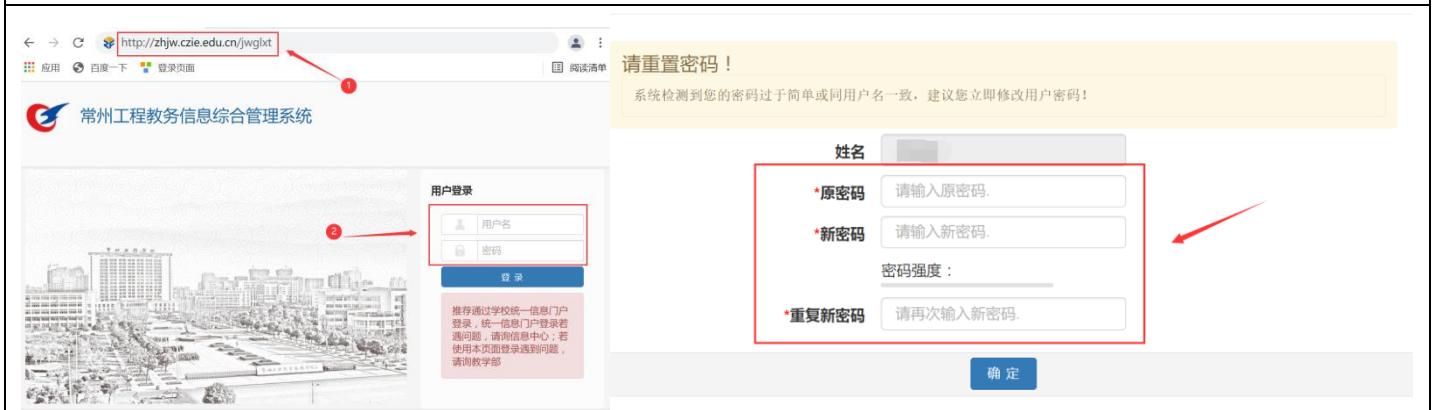 http://zhjw.czie.edu.cn/jwglxt
应用 百度一下 登录页面 阅读清单
1
常州工程教务信息综合管理系统
用户登录
2
用户名
密码
登 录
推荐通过学校统一信息门户
登录，统一信息门户登录若
遇问题，请询信息中心；若
使用本页面登录遇到问题，
请询教学部
请重置密码！
系统检测到您的密码过于简单或同用户名一致，建议您立即修改用户密码！
姓名
*原密码 请输入原密码.
*新密码 请输入新密码.
密码强度：
*重复新密码 请再次输入新密码.
确 定